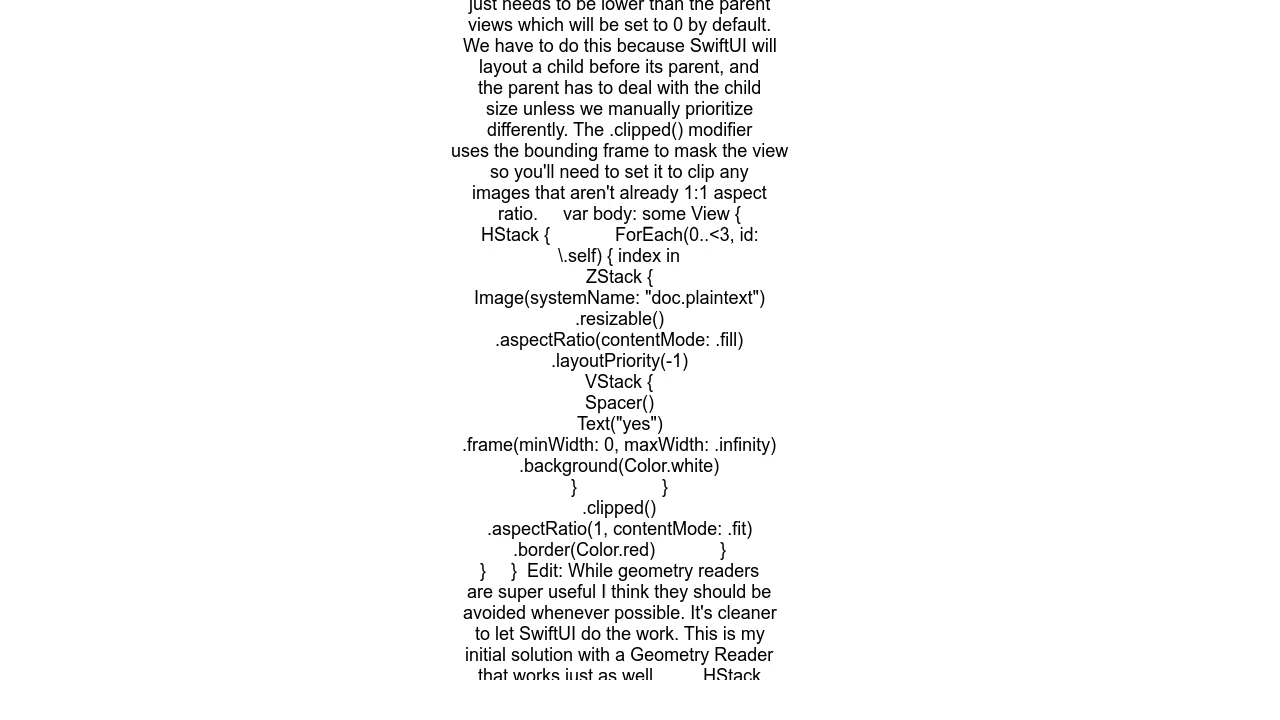 just needs to be lower than the parent
views which will be set to 0 by default.
We have to do this because SwiftUI will
layout a child before its parent, and
the parent has to deal with the child
size unless we manually prioritize
differently. The .clipped() modifier
uses the bounding frame to mask the view
so you'll need to set it to clip any
images that aren't already 1:1 aspect
ratio.     var body: some View {
HStack {             ForEach(0..<3, id:
\.self) { index in
ZStack {
Image(systemName: "doc.plaintext")
.resizable()
.aspectRatio(contentMode: .fill)
.layoutPriority(-1)
VStack {
Spacer()
Text("yes")
.frame(minWidth: 0, maxWidth: .infinity)
.background(Color.white)
}                 }
.clipped()
.aspectRatio(1, contentMode: .fit)
.border(Color.red)             }
}     }  Edit: While geometry readers
are super useful I think they should be
avoided whenever possible. It's cleaner
to let SwiftUI do the work. This is my
initial solution with a Geometry Reader
that works just as well.         HStack